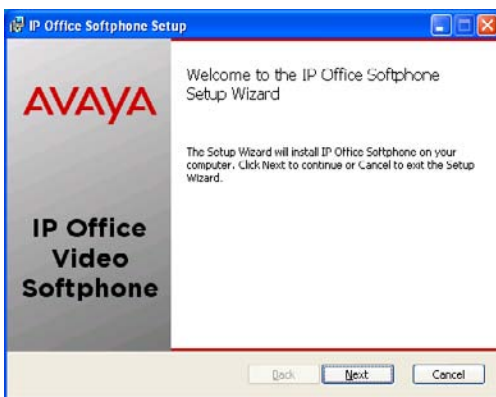 IP Office Softphone Setup
AVAYA
IP Office
Video
Softphone
Welcome to the IP Office Softphone
Setup Wizard
The Setup Wizard will install IP Office Softphone on your
computer. Click Next to continue or Cancel to exit the Setup
Wizard.
Back
Next
Cancel